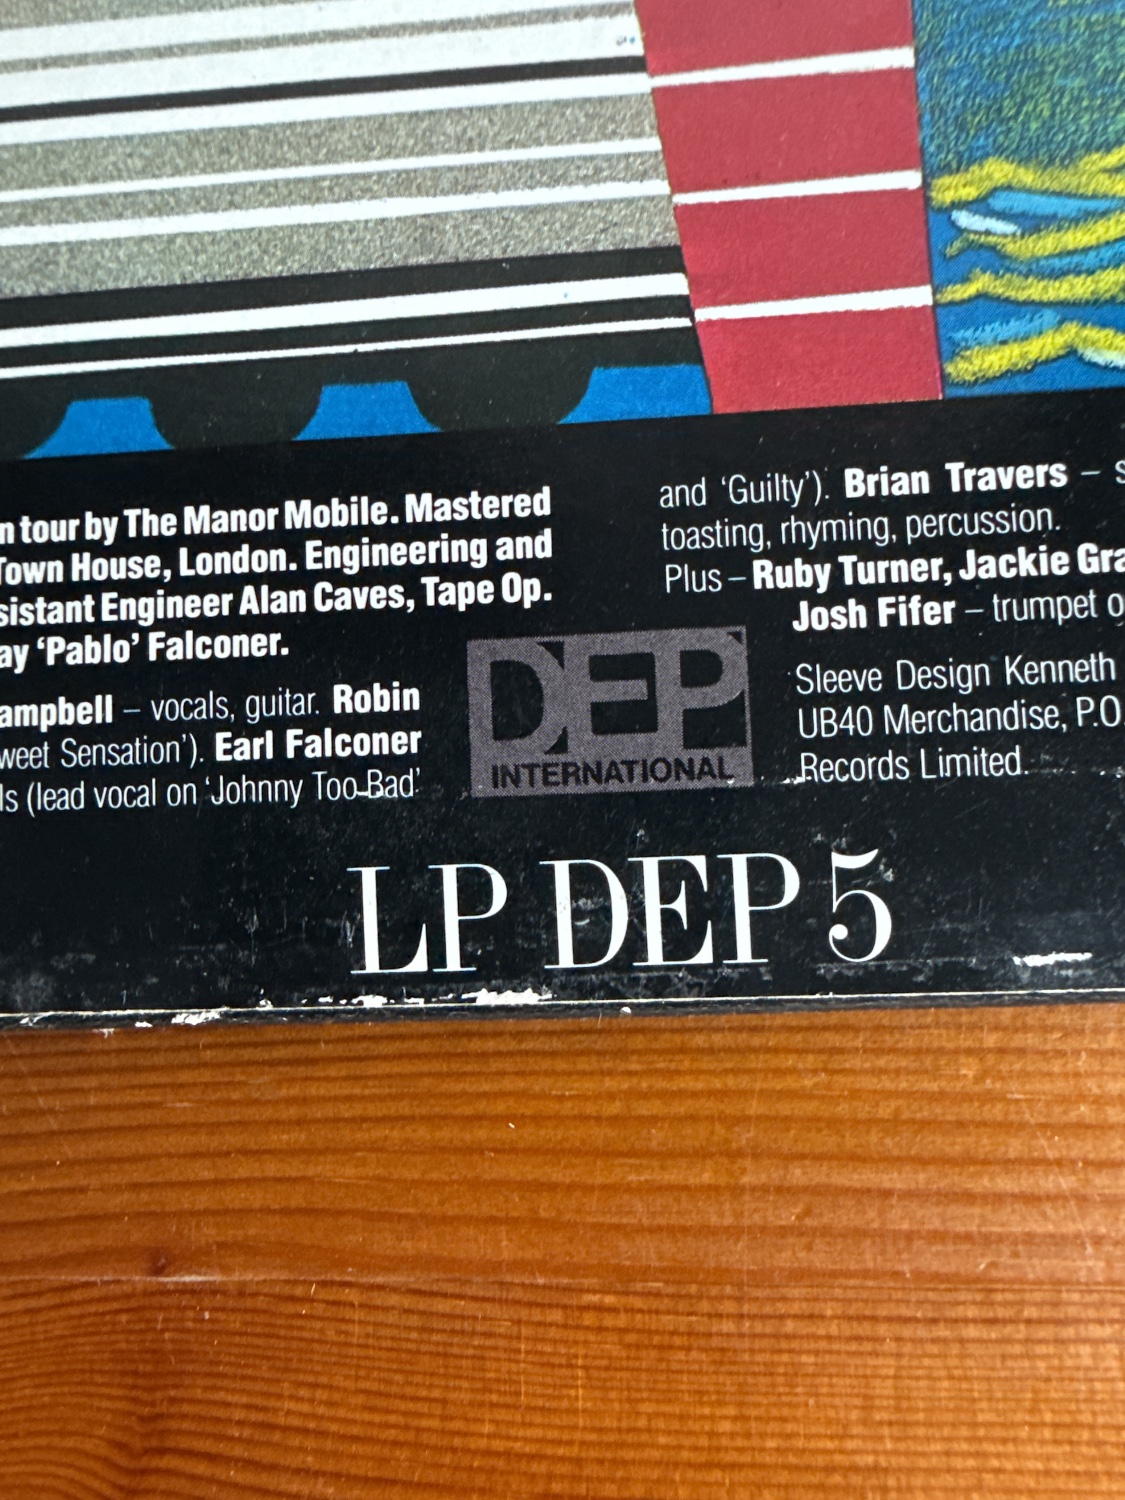 n tour by The Manor Mobile. Mastered
Town House, London. Engineering and
sistant Engineer Alan Caves, Tape Op.
ay ‘Pablo’ Falconer.
ampbell – vocals, guitar. Robin
weet Sensation’). Earl Falconer
ls (lead vocal on ‘Johnny Too Bad’
DEP
INTERNATIONAL
and ‘Guilty’). Brian Travers – s
toasting, rhyming, percussion.
Plus – Ruby Turner, Jackie Gra
Josh Fifer – trumpet o
Sleeve Design Kenneth
UB40 Merchandise, P.O.
Records Limited.
LP DEP 5